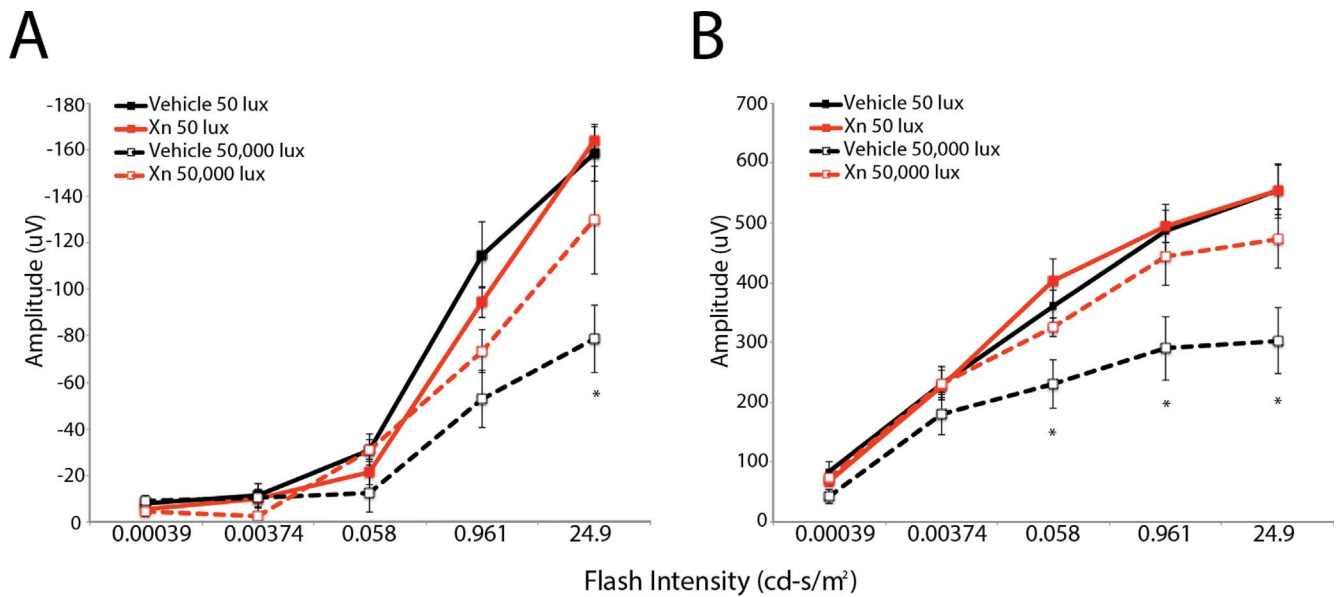 A
B
-180
-160
-140
-120
-100
-80
-60
-40
-20
0
Amplitude (uV)
Vehicle 50 lux
Xn 50 lux
Vehicle 50,000 lux
Xn 50,000 lux
*
0.00039 0.00374 0.058 0.961 24.9
700
600
500
400
300
200
100
0
Amplitude (uV)
Vehicle 50 lux
Xn 50 lux
Vehicle 50,000 lux
Xn 50,000 lux
* * *
0.00039 0.00374 0.058 0.961 24.9
Flash Intensity (cd-s/m²)